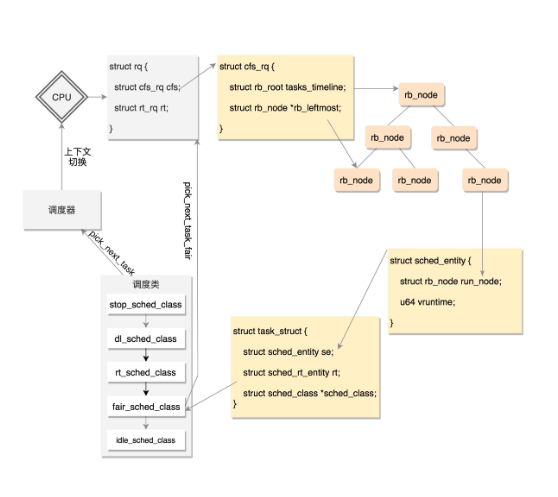 CPU
上下文
切换
调度器
pick_next_task
pick_next_task_fair
调度类
stop_sched_class
dl_sched_class
rt_sched_class
fair_sched_class
idle_sched_class
struct rq {
struct cfs_rq cfs;
struct rt_rq rt;
}
struct cfs_rq {
struct rb_root tasks_timeline;
struct rb_node *rb_leftmost;
}
rb_node
rb_node
rb_node
rb_node
rb_node
rb_node
struct sched_entity {
struct rb_node run_node;
u64 vruntime;
}
struct task_struct {
struct sched_entity se;
struct sched_rt_entity rt;
struct sched_class *sched_class;
}